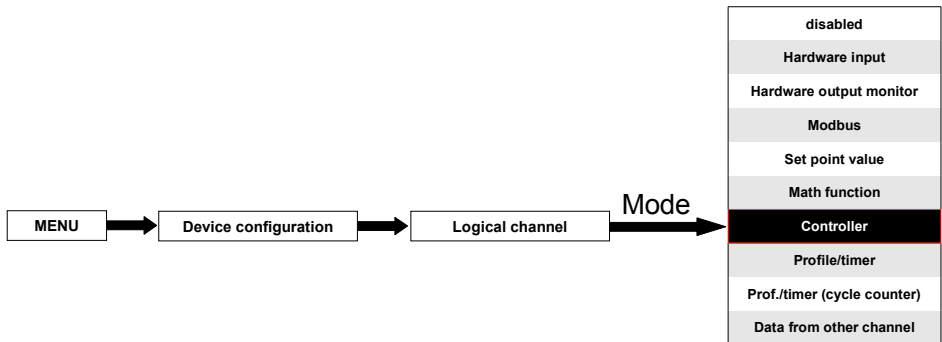 MENU
Device configuration
Logical channel
Mode
disabled
Hardware input
Hardware output monitor
Modbus
Set point value
Math function
Controller
Profile/timer
Prof./timer (cycle counter)
Data from other channel